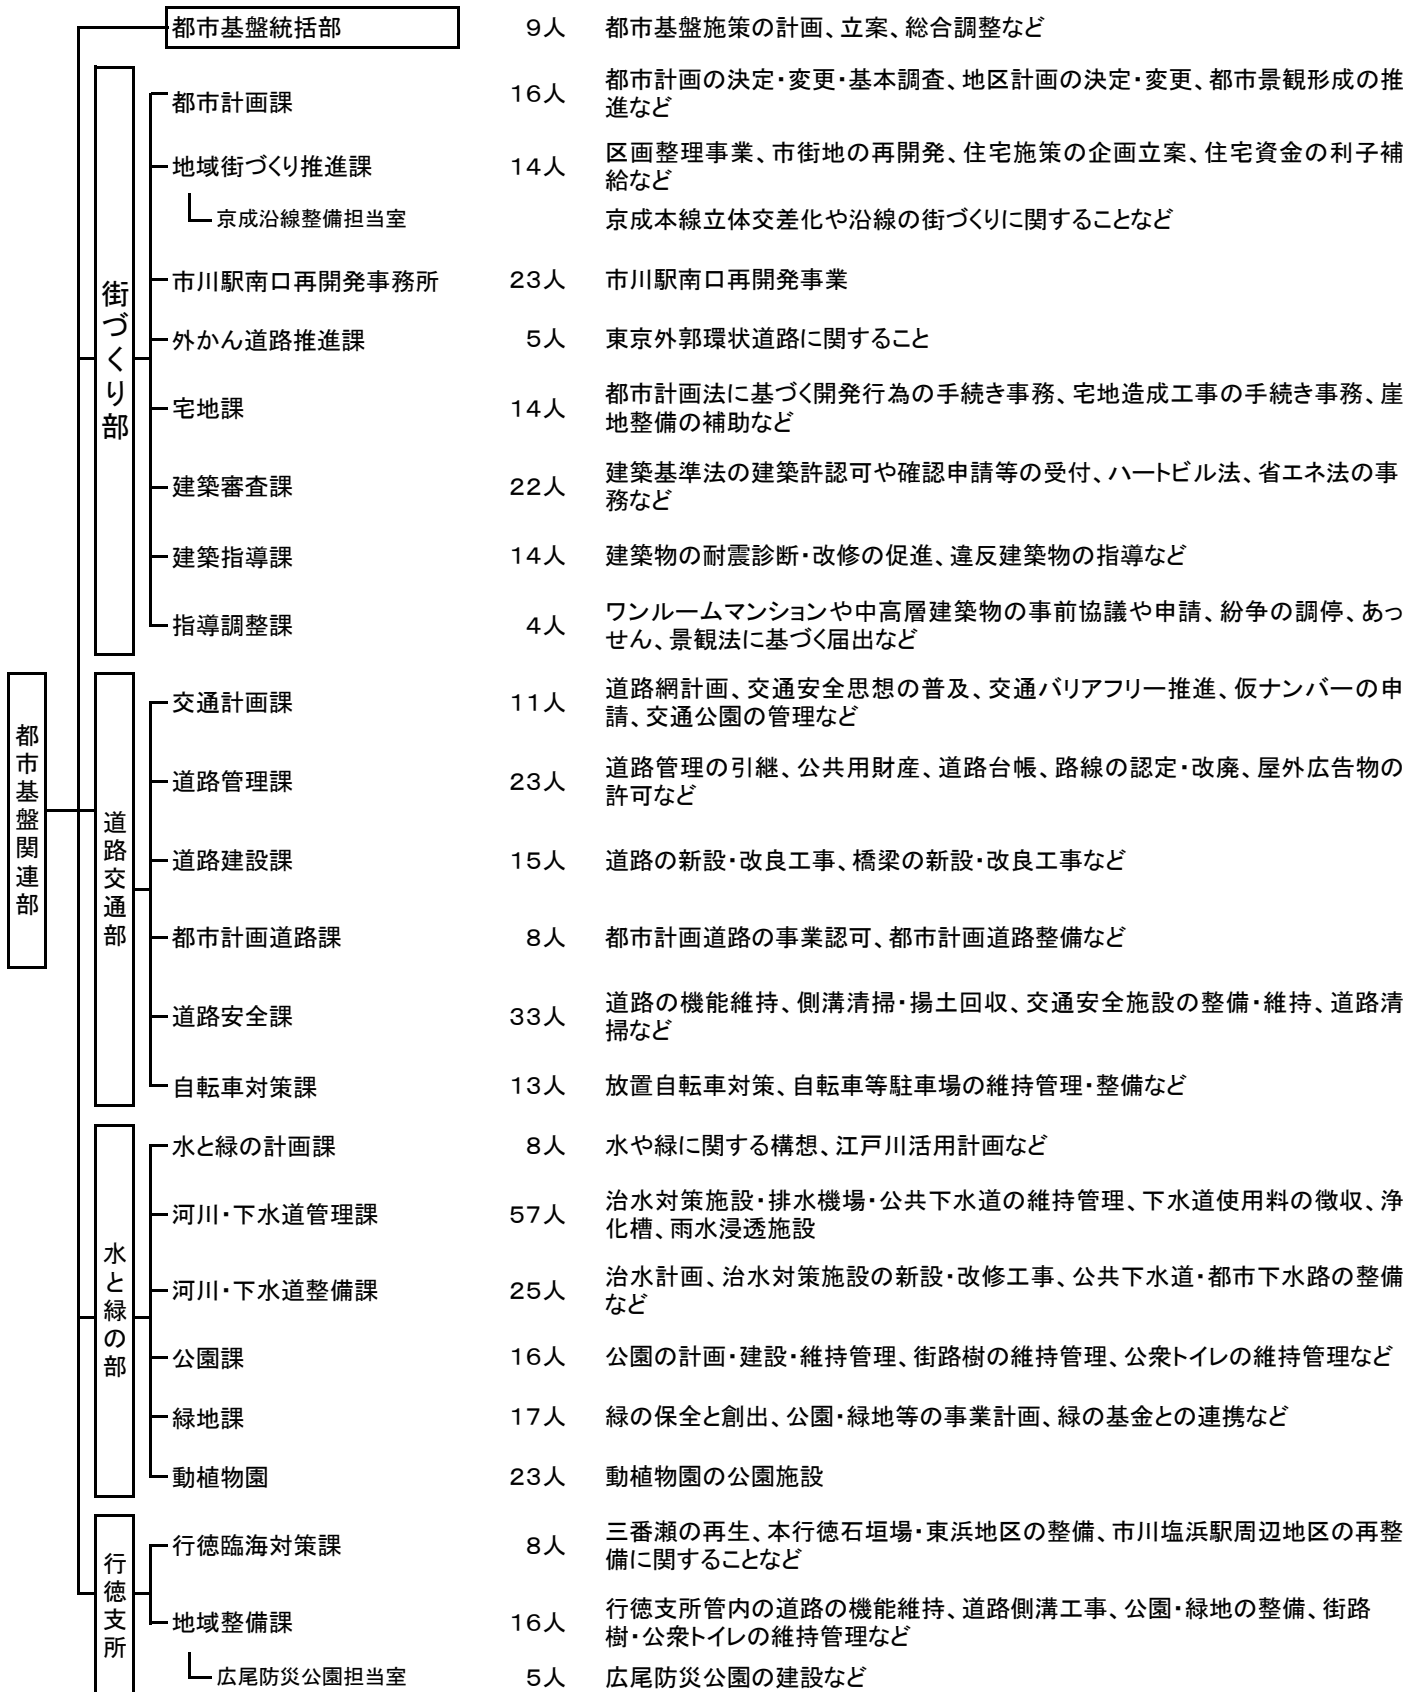 都市基盤統括部 9人 都市基盤施策の計画、立案、総合調整など
都市計画課 16人 都市計画の決定・変更・基本調査、地区計画の決定・変更、都市景観形成の推
進など
地域街づくり推進課 14人 区画整理事業、市街地の再開発、住宅施策の企画立案、住宅資金の利子補
給など
京成沿線整備担当室 京成本線立体交差化や沿線の街づくりに関することなど
市川駅南口再開発事務所 23人 市川駅南口再開発事業
街づくり部
外かん道路推進課 5人 東京外郭環状道路に関すること
宅地課 14人 都市計画法に基づく開発行為の手続き事務、宅地造成工事の手続き事務、崖
地整備の補助など
建築審査課 22人 建築基準法の建築許認可や確認申請等の受付、ハートビル法、省エネ法の事
務など
建築指導課 14人 建築物の耐震診断・改修の促進、違反建築物の指導など
指導調整課 4人 ワンルームマンションや中高層建築物の事前協議や申請、紛争の調停、あっ
せん、景観法に基づく届出など
都市基盤関連部
交通計画課 11人 道路網計画、交通安全思想の普及、交通バリアフリー推進、仮ナンバーの申
請、交通公園の管理など
道路管理課 23人 道路管理の引継、公共用財産、道路台帳、路線の認定・改廃、屋外広告物の
許可など
道路交通部
道路建設課 15人 道路の新設・改良工事、橋梁の新設・改良工事など
都市計画道路課 8人 都市計画道路の事業認可、都市計画道路整備など
道路安全課 33人 道路の機能維持、側溝清掃・揚土回収、交通安全施設の整備・維持、道路清
掃など
自転車対策課 13人 放置自転車対策、自転車等駐車場の維持管理・整備など
水と緑の計画課 8人 水や緑に関する構想、江戸川活用計画など
河川・下水道管理課 57人 治水対策施設・排水機場・公共下水道の維持管理、下水道使用料の徴収、浄
化槽、雨水浸透施設
水と緑の部
河川・下水道整備課 25人 治水計画、治水対策施設の新設・改修工事、公共下水道・都市下水路の整備
など
公園課 16人 公園の計画・建設・維持管理、街路樹の維持管理、公衆トイレの維持管理など
緑地課 17人 緑の保全と創出、公園・緑地等の事業計画、緑の基金との連携など
動植物園 23人 動植物園の公園施設
行徳支所
行徳臨海対策課 8人 三番瀬の再生、本行徳石垣場・東浜地区の整備、市川塩浜駅周辺地区の再整
備に関することなど
地域整備課 16人 行徳支所管内の道路の機能維持、道路側溝工事、公園・緑地の整備、街路
樹・公衆トイレの維持管理など
広尾防災公園担当室 5人 広尾防災公園の建設など